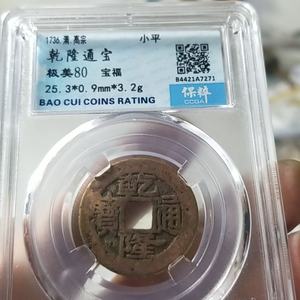 1736.清.高宗 小平
乾隆通宝
极美80 宝福
25.3*0.9mm*3.2g
B4421A7271
保粹
CCGA
BAO CUI COINS RATING
乾隆通寳